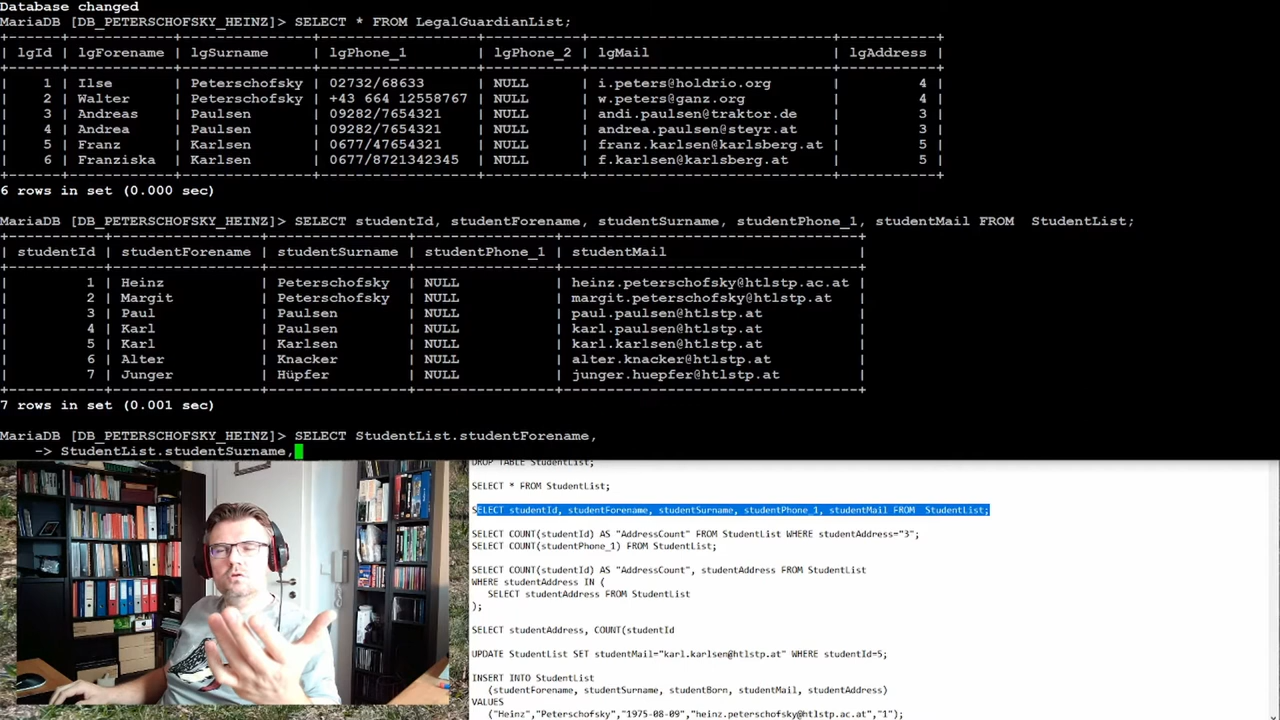 Database changed
MariaDB [DB_PETERSCHOFSKY_HEINZ]> SELECT * FROM LegalGuardianList;
+------+-------------+---------------+------------------+-----------+---------------------------+-----------+
| lgId | lgForename | lgSurname | lgPhone_1 | lgPhone_2 | lgMail | lgAddress |
+------+-------------+---------------+------------------+-----------+---------------------------+-----------+
| 1 | Ilse | Peterschofsky | 02732/68633 | NULL | i.peters@holdrio.org | 4 |
| 2 | Walter | Peterschofsky | +43 664 12558767 | NULL | w.peters@ganz.org | 4 |
| 3 | Andreas | Paulsen | 09282/7654321 | NULL | andi.paulsen@traktor.de | 3 |
| 4 | Andrea | Paulsen | 09282/7654321 | NULL | andrea.paulsen@steyr.at | 3 |
| 5 | Franz | Karlsen | 0677/47654321 | NULL | franz.karlsen@karlsberg.at | 5 |
| 6 | Franziska | Karlsen | 0677/8721342345 | NULL | f.karlsen@karlsberg.at | 5 |
+------+-------------+---------------+------------------+-----------+---------------------------+-----------+
6 rows in set (0.000 sec)
MariaDB [DB_PETERSCHOFSKY_HEINZ]> SELECT studentId, studentForename, studentSurname, studentPhone_1, studentMail FROM  StudentList;
+-----------+-----------------+----------------+----------------+--------------------------------+
| studentId | studentForename | studentSurname | studentPhone_1 | studentMail |
+-----------+-----------------+----------------+----------------+--------------------------------+
| 1 | Heinz | Peterschofsky | NULL | heinz.peterschofsky@htlstp.ac.at |
| 2 | Margit | Peterschofsky | NULL | margit.peterschofsky@htlstp.at |
| 3 | Paul | Paulsen | NULL | paul.paulsen@htlstp.at |
| 4 | Karl | Paulsen | NULL | karl.paulsen@htlstp.at |
| 5 | Karl | Karlsen | NULL | karl.karlsen@htlstp.at |
| 6 | Alter | Knacker | NULL | alter.knacker@htlstp.at |
| 7 | Junger | Hüpfer | NULL | junger.huepfer@htlstp.at |
+-----------+-----------------+----------------+----------------+--------------------------------+
7 rows in set (0.001 sec)
MariaDB [DB_PETERSCHOFSKY_HEINZ]> SELECT StudentList.studentForename,
-> StudentList.studentSurname,
DROP TABLE StudentList;
SELECT * FROM StudentList;
SELECT studentId, studentForename, studentSurname, studentPhone_1, studentMail FROM  StudentList;
SELECT COUNT(studentId) AS "AddressCount" FROM StudentList WHERE studentAddress="3";
SELECT COUNT(studentPhone_1) FROM StudentList;
SELECT COUNT(studentId) AS "AddressCount", studentAddress FROM StudentList
WHERE studentAddress IN (
SELECT studentAddress FROM StudentList
);
SELECT studentAddress, COUNT(studentId
UPDATE StudentList SET studentMail="karl.karlsen@htlstp.at" WHERE studentId=5;
INSERT INTO StudentList
(studentForename, studentSurname, studentBorn, studentMail, studentAddress)
VALUES
("Heinz","Peterschofsky","1975-08-09","heinz.peterschofsky@htlstp.ac.at","1");